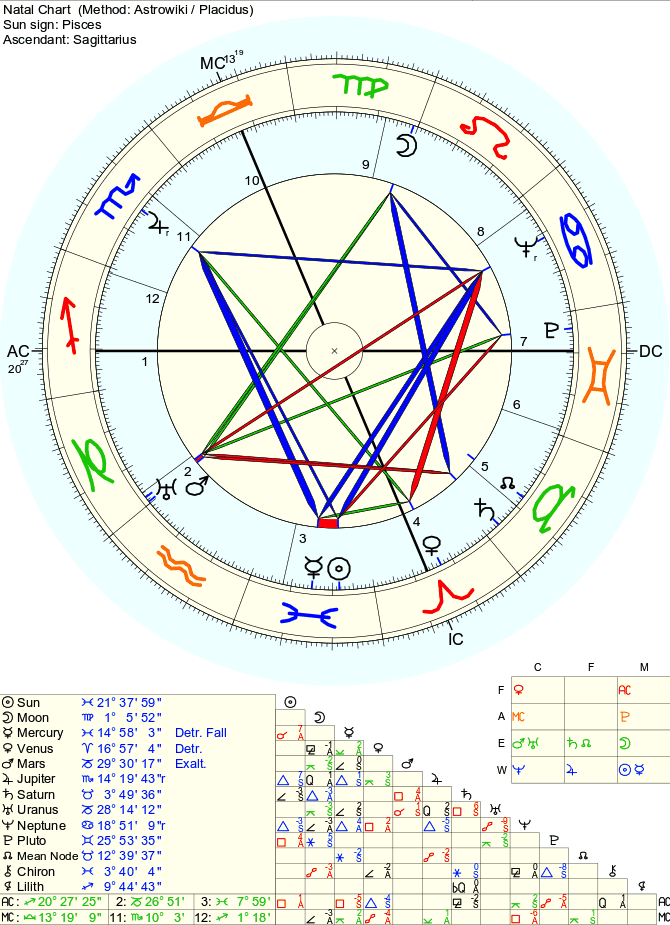 Natal Chart (Method: Astrowiki / Placidus)
Sun sign: Pisces
Ascendant: Sagittarius
MC 13 19
10
9
11
8
12
AC 20 27
1
7
DC
6
2
5
3
4
IC
C F M
F ♀ AC
A MC ♇
E ♂ ♅ ♄ ☊ ☽
W ♆ ♃ ☉ ☿
☉ Sun ♓ 21° 37' 59"
☽ Moon ♍ 1° 5' 52"
☿ Mercury ♓ 14° 58' 3" Detr. Fall
♀ Venus ♈ 16° 57' 4" Detr.
♂ Mars ♑ 29° 30' 17" Exalt.
♃ Jupiter ♏ 14° 19' 43"r
♄ Saturn ♉ 3° 49' 36"
♅ Uranus ♑ 28° 14' 12"
♆ Neptune ♋ 18° 51' 9"r
♇ Pluto ♊ 25° 53' 35"
☊ Mean Node ♉ 12° 39' 37"
⚷ Chiron ♓ 3° 40' 4"
⚸ Lilith ♐ 9° 44' 43"
AC: ♐ 20° 27' 25" 2: ♑ 26° 51' 3: ♓ 7° 59'
MC: ♎ 13° 19' 9" 11: ♏ 10° 3' 12: ♐ 1° 18'
AC
MC